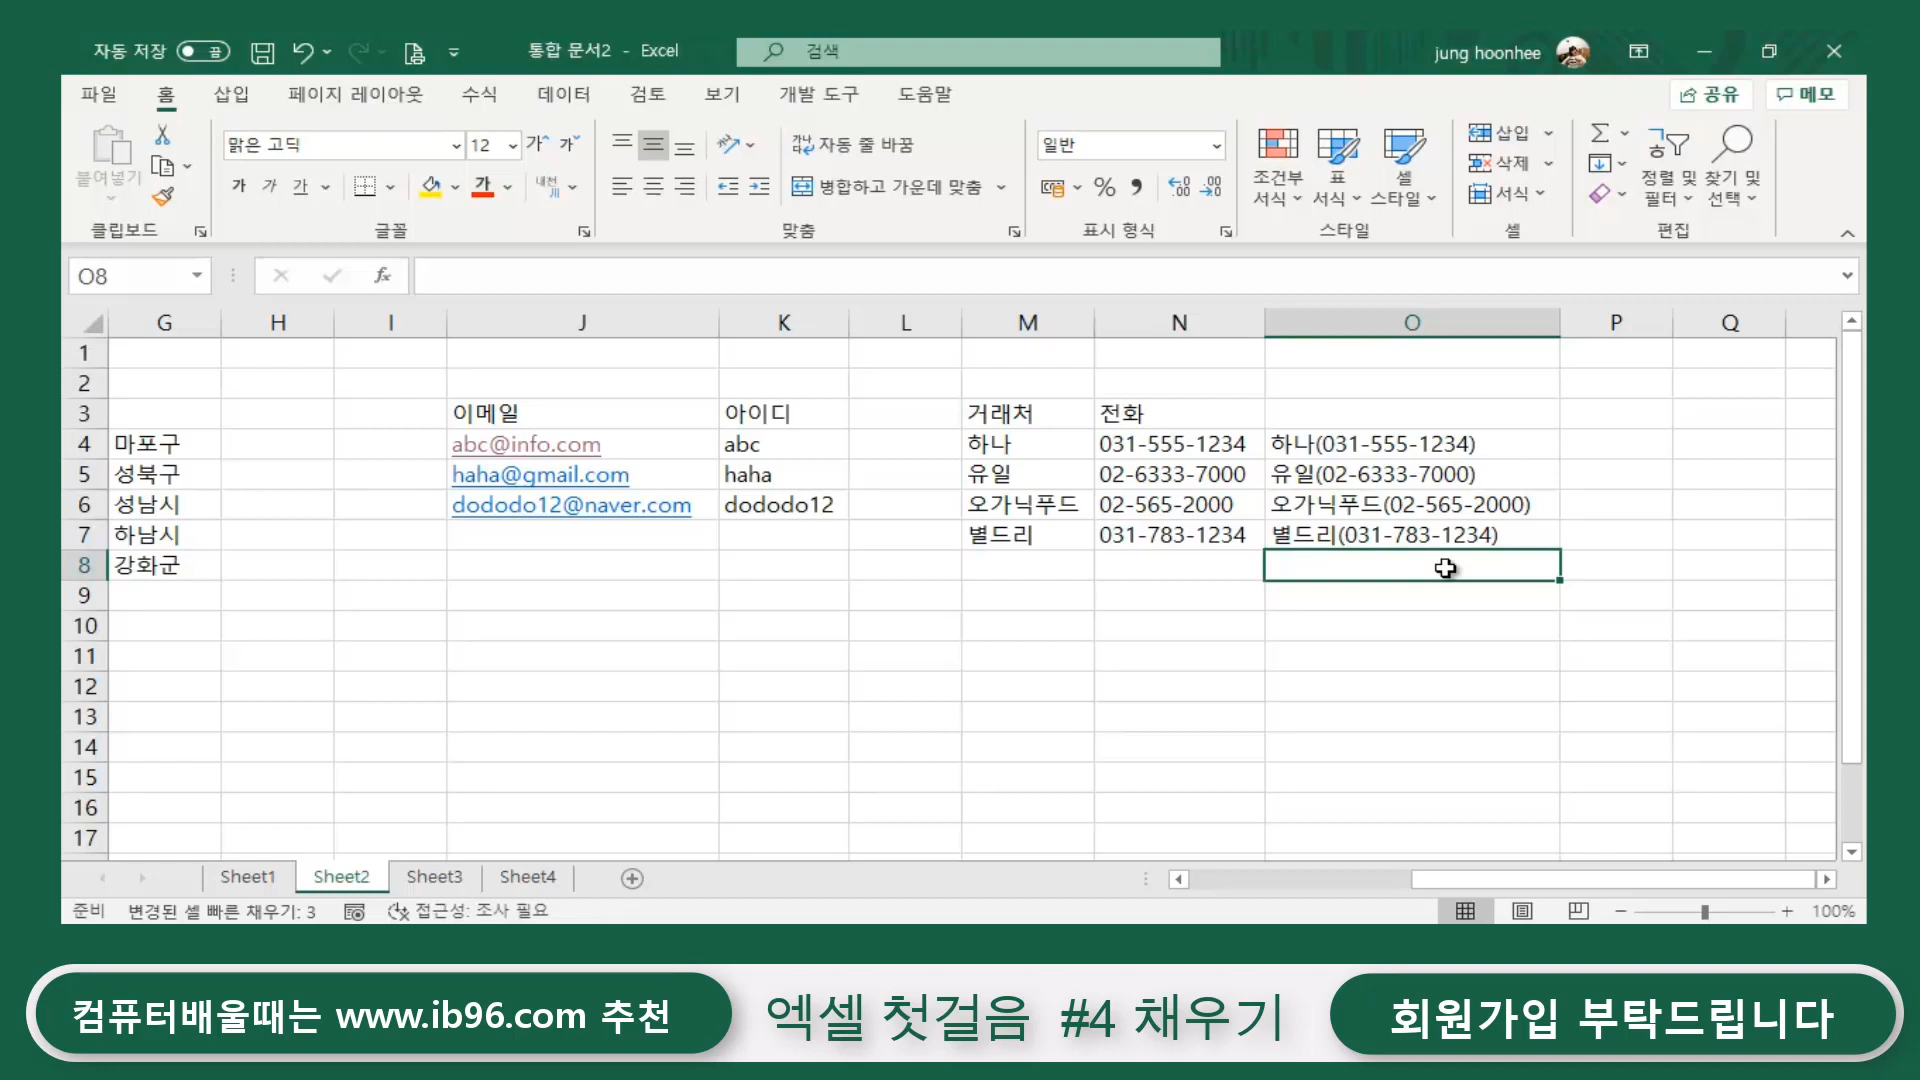 자동 저장 끔 통합 문서2 - Excel 검색 jung hoonhee
파일 홈 삽입 페이지 레이아웃 수식 데이터 검토 보기 개발 도구 도움말 공유 메모
붙여넣기
클립보드
맑은 고딕 12 가 가
가 가 가 가 내천
글꼴
자동 줄 바꿈
병합하고 가운데 맞춤
맞춤
일반
% 9 .00 .00
표시 형식
조건부 서식 표 서식 셀 스타일
스타일
삽입
삭제
서식
셀
정렬 및 필터 찾기 및 선택
편집
O8 fx
G H I J K L M N O P Q
1
2
3 이메일 아이디 거래처 전화
4 마포구 abc@info.com abc 하나 031-555-1234 하나(031-555-1234)
5 성북구 haha@gmail.com haha 유일 02-6333-7000 유일(02-6333-7000)
6 성남시 dododo12@naver.com dododo12 오가닉푸드 02-565-2000 오가닉푸드(02-565-2000)
7 하남시 별드리 031-783-1234 별드리(031-783-1234)
8 강화군
9
10
11
12
13
14
15
16
17
Sheet1 Sheet2 Sheet3 Sheet4
준비 변경된 셀 빠른 채우기: 3 접근성: 조사 필요 100%
컴퓨터배울때는 www.ib96.com 추천 엑셀 첫걸음 #4 채우기 회원가입 부탁드립니다